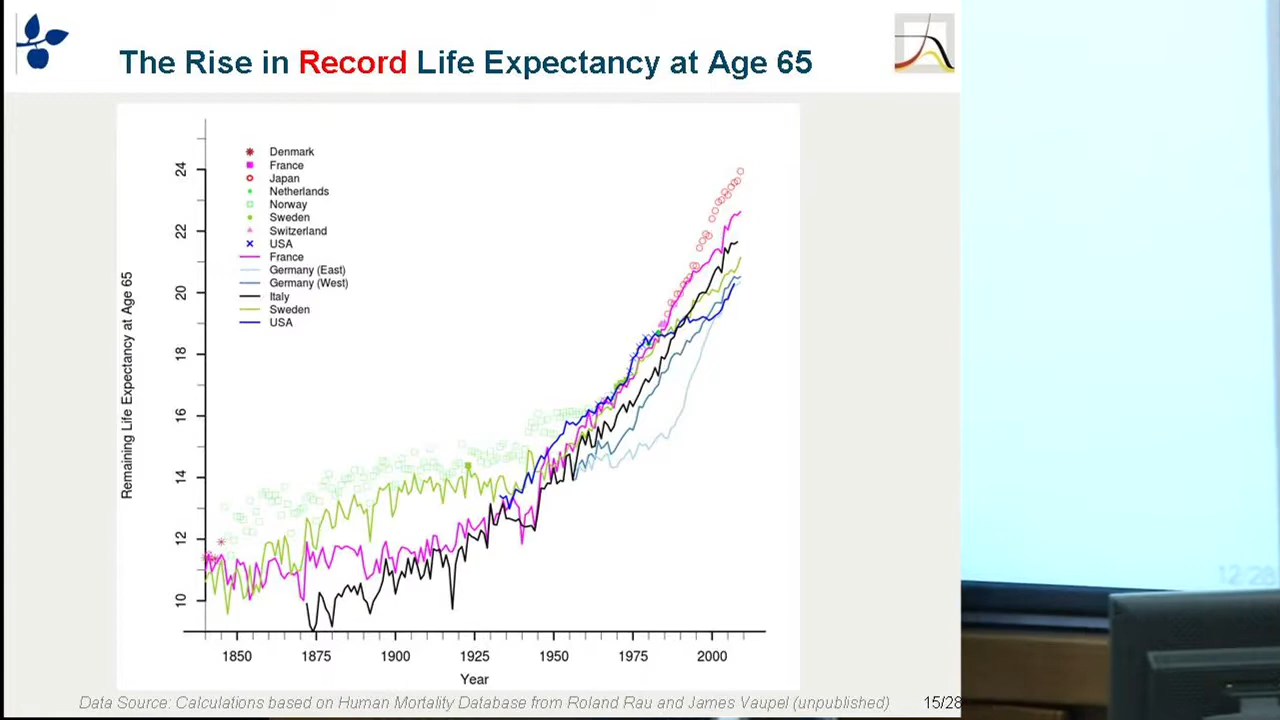 The Rise in Record Life Expectancy at Age 65
Denmark
France
Japan
Netherlands
Norway
Sweden
Switzerland
USA
France
Germany (East)
Germany (West)
Italy
Sweden
USA
Remaining Life Expectancy at Age 65
24
22
20
18
16
14
12
10
1850 1875 1900 1925 1950 1975 2000
Year
Data Source: Calculations based on Human Mortality Database from Roland Rau and James Vaupel (unpublished)
15/28
12:28